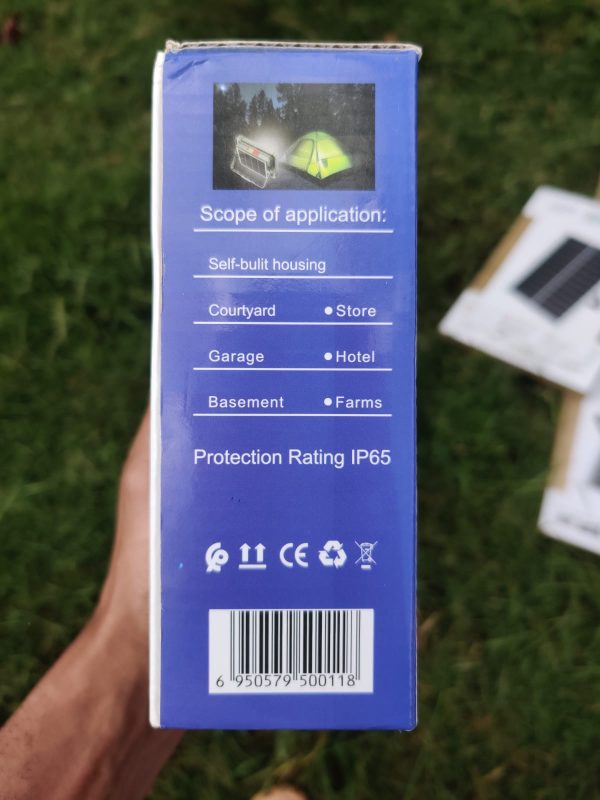 Scope of application:
Self-bulit housing
Courtyard ●Store
Garage ●Hotel
Basement ●Farms
Protection Rating IP65
CE
6 950579 500118